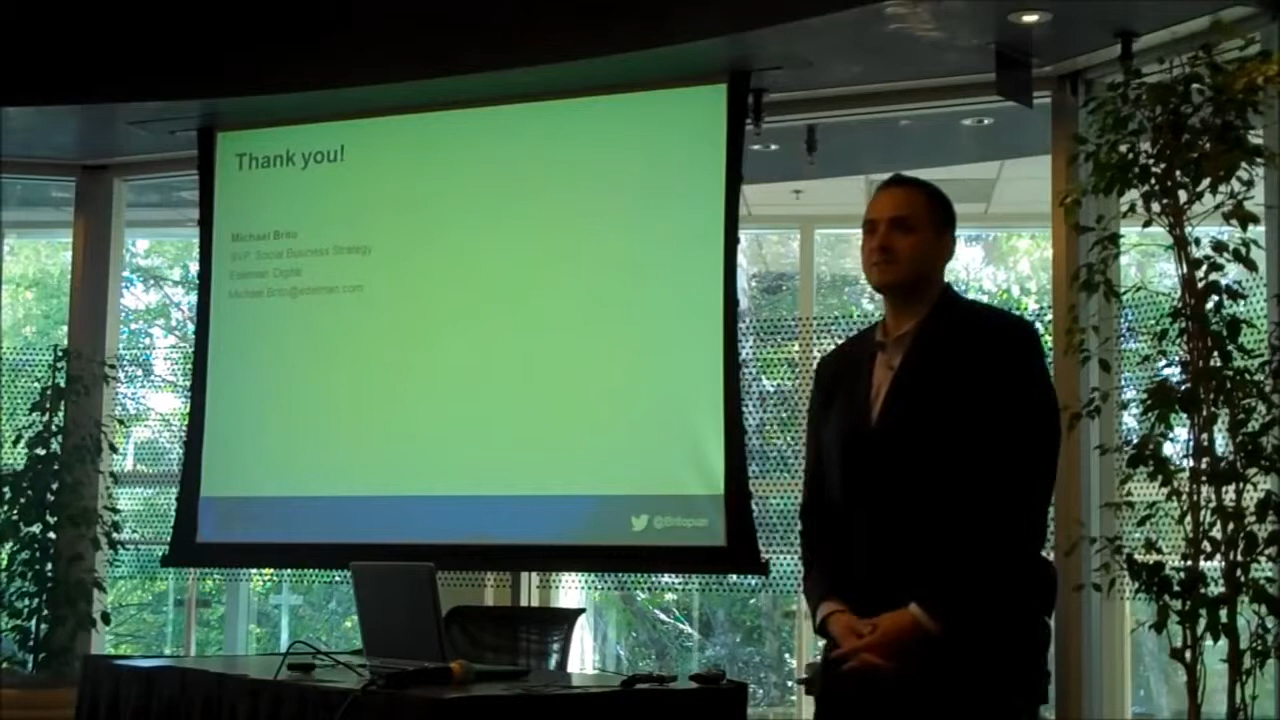 Thank you!
Michael Brito
SVP, Social Business Strategy
Edelman Digital
Michael.Brito@edelman.com
@Britopian